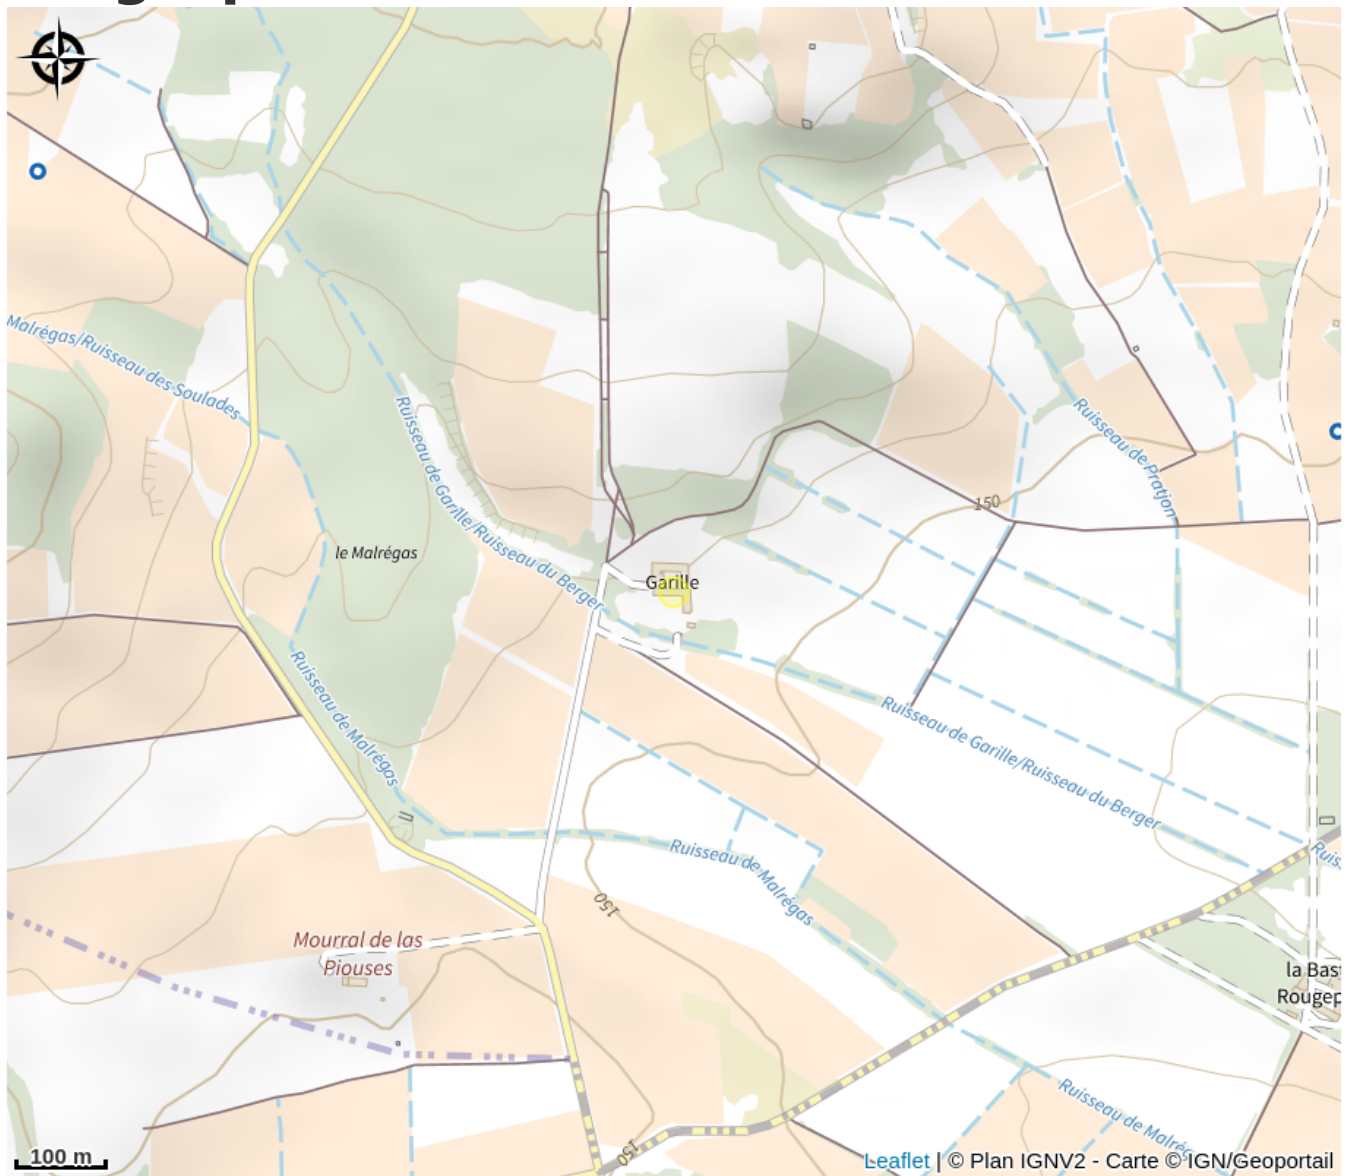 Malrégas/Ruisseau des Soulades
Ruisseau de Garille/Ruisseau du Berger
Ruisseau de Pratjon
150
le Malrégas
Garille
Ruisseau de Malrégas
Ruisseau de Garille/Ruisseau du Berger
Ruisseau de Malrégas
Ruis
150
Mourral de las
Piouses
la Bast
Rougep
Ruisseau de Malrég
150
100 m
Leaflet | © Plan IGNV2 - Carte © IGN/Geoportail